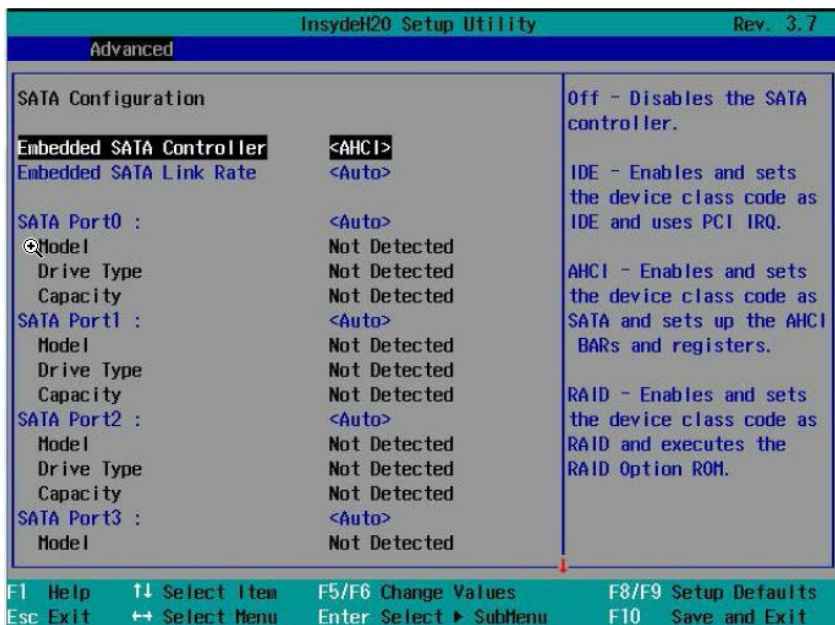 InsydeH20 Setup Utility Rev. 3.7
Advanced
SATA Configuration
Embedded SATA Controller <AHCI>
Embedded SATA Link Rate <Auto>
SATA Port0 : <Auto>
Model Not Detected
Drive Type Not Detected
Capacity Not Detected
SATA Port1 : <Auto>
Model Not Detected
Drive Type Not Detected
Capacity Not Detected
SATA Port2 : <Auto>
Model Not Detected
Drive Type Not Detected
Capacity Not Detected
SATA Port3 : <Auto>
Model Not Detected
Off - Disables the SATA
controller.
IDE - Enables and sets
the device class code as
IDE and uses PCI IRQ.
AHCI - Enables and sets
the device class code as
SATA and sets up the AHCI
BARs and registers.
RAID - Enables and sets
the device class code as
RAID and executes the
RAID Option ROM.
F1 Help ↑↓ Select Item F5/F6 Change Values F8/F9 Setup Defaults
Esc Exit ↔ Select Menu Enter Select ▶ SubMenu F10 Save and Exit